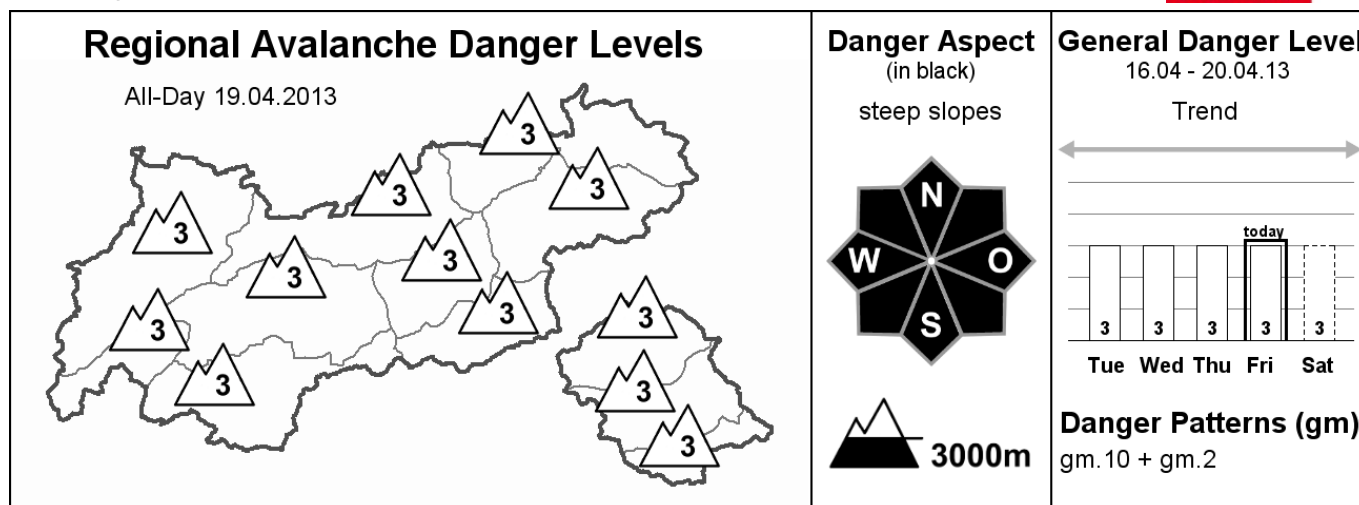 Regional Avalanche Danger Levels
All-Day 19.04.2013
3
3
3
3
3
3
3
3
3
3
3
3
Danger Aspect
(in black)
steep slopes
N
W
O
S
3000m
General Danger Level
16.04 - 20.04.13
Trend
today
3 3 3 3 3
Tue Wed Thu Fri Sat
Danger Patterns (gm)
gm.10 + gm.2